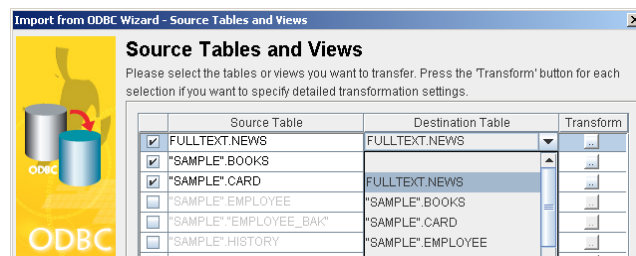 Import from ODBC Wizard - Source Tables and Views
Source Tables and Views
Please select the tables or views you want to transfer. Press the 'Transform' button for each
selection if you want to specify detailed transformation settings.
Source Table Destination Table Transform
FULLTEXT.NEWS FULLTEXT.NEWS ...
"SAMPLE".BOOKS ...
"SAMPLE".CARD FULLTEXT.NEWS ...
"SAMPLE".EMPLOYEE "SAMPLE".BOOKS ...
"SAMPLE"."EMPLOYEE_BAK" "SAMPLE".CARD ...
"SAMPLE".HISTORY "SAMPLE".EMPLOYEE ...
ODBC
ODBC